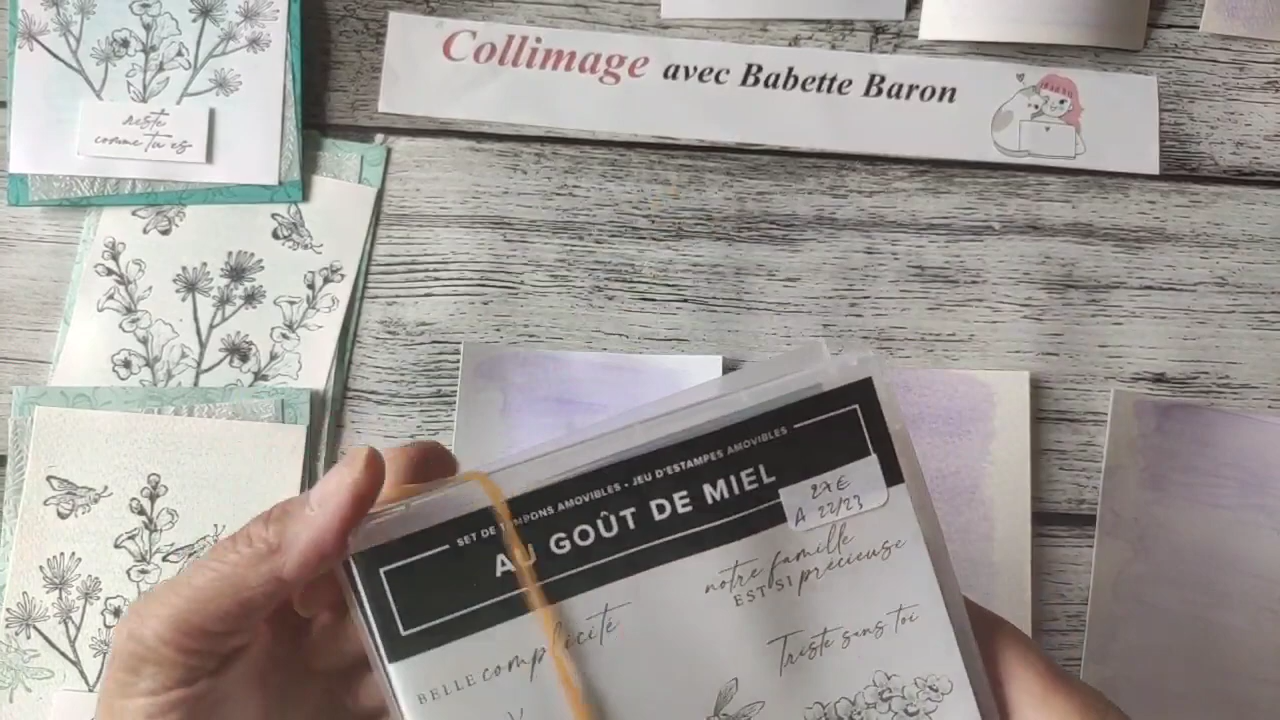 Collimage avec Babette Baron
reste
comme tu es
SET DE TAMPONS AMOVIBLES • JEU D'ESTAMPES AMOVIBLES
AU GOÛT DE MIEL
27€
A 22/23
notre famille
EST SI précieuse
BELLE complicité
Triste sans toi